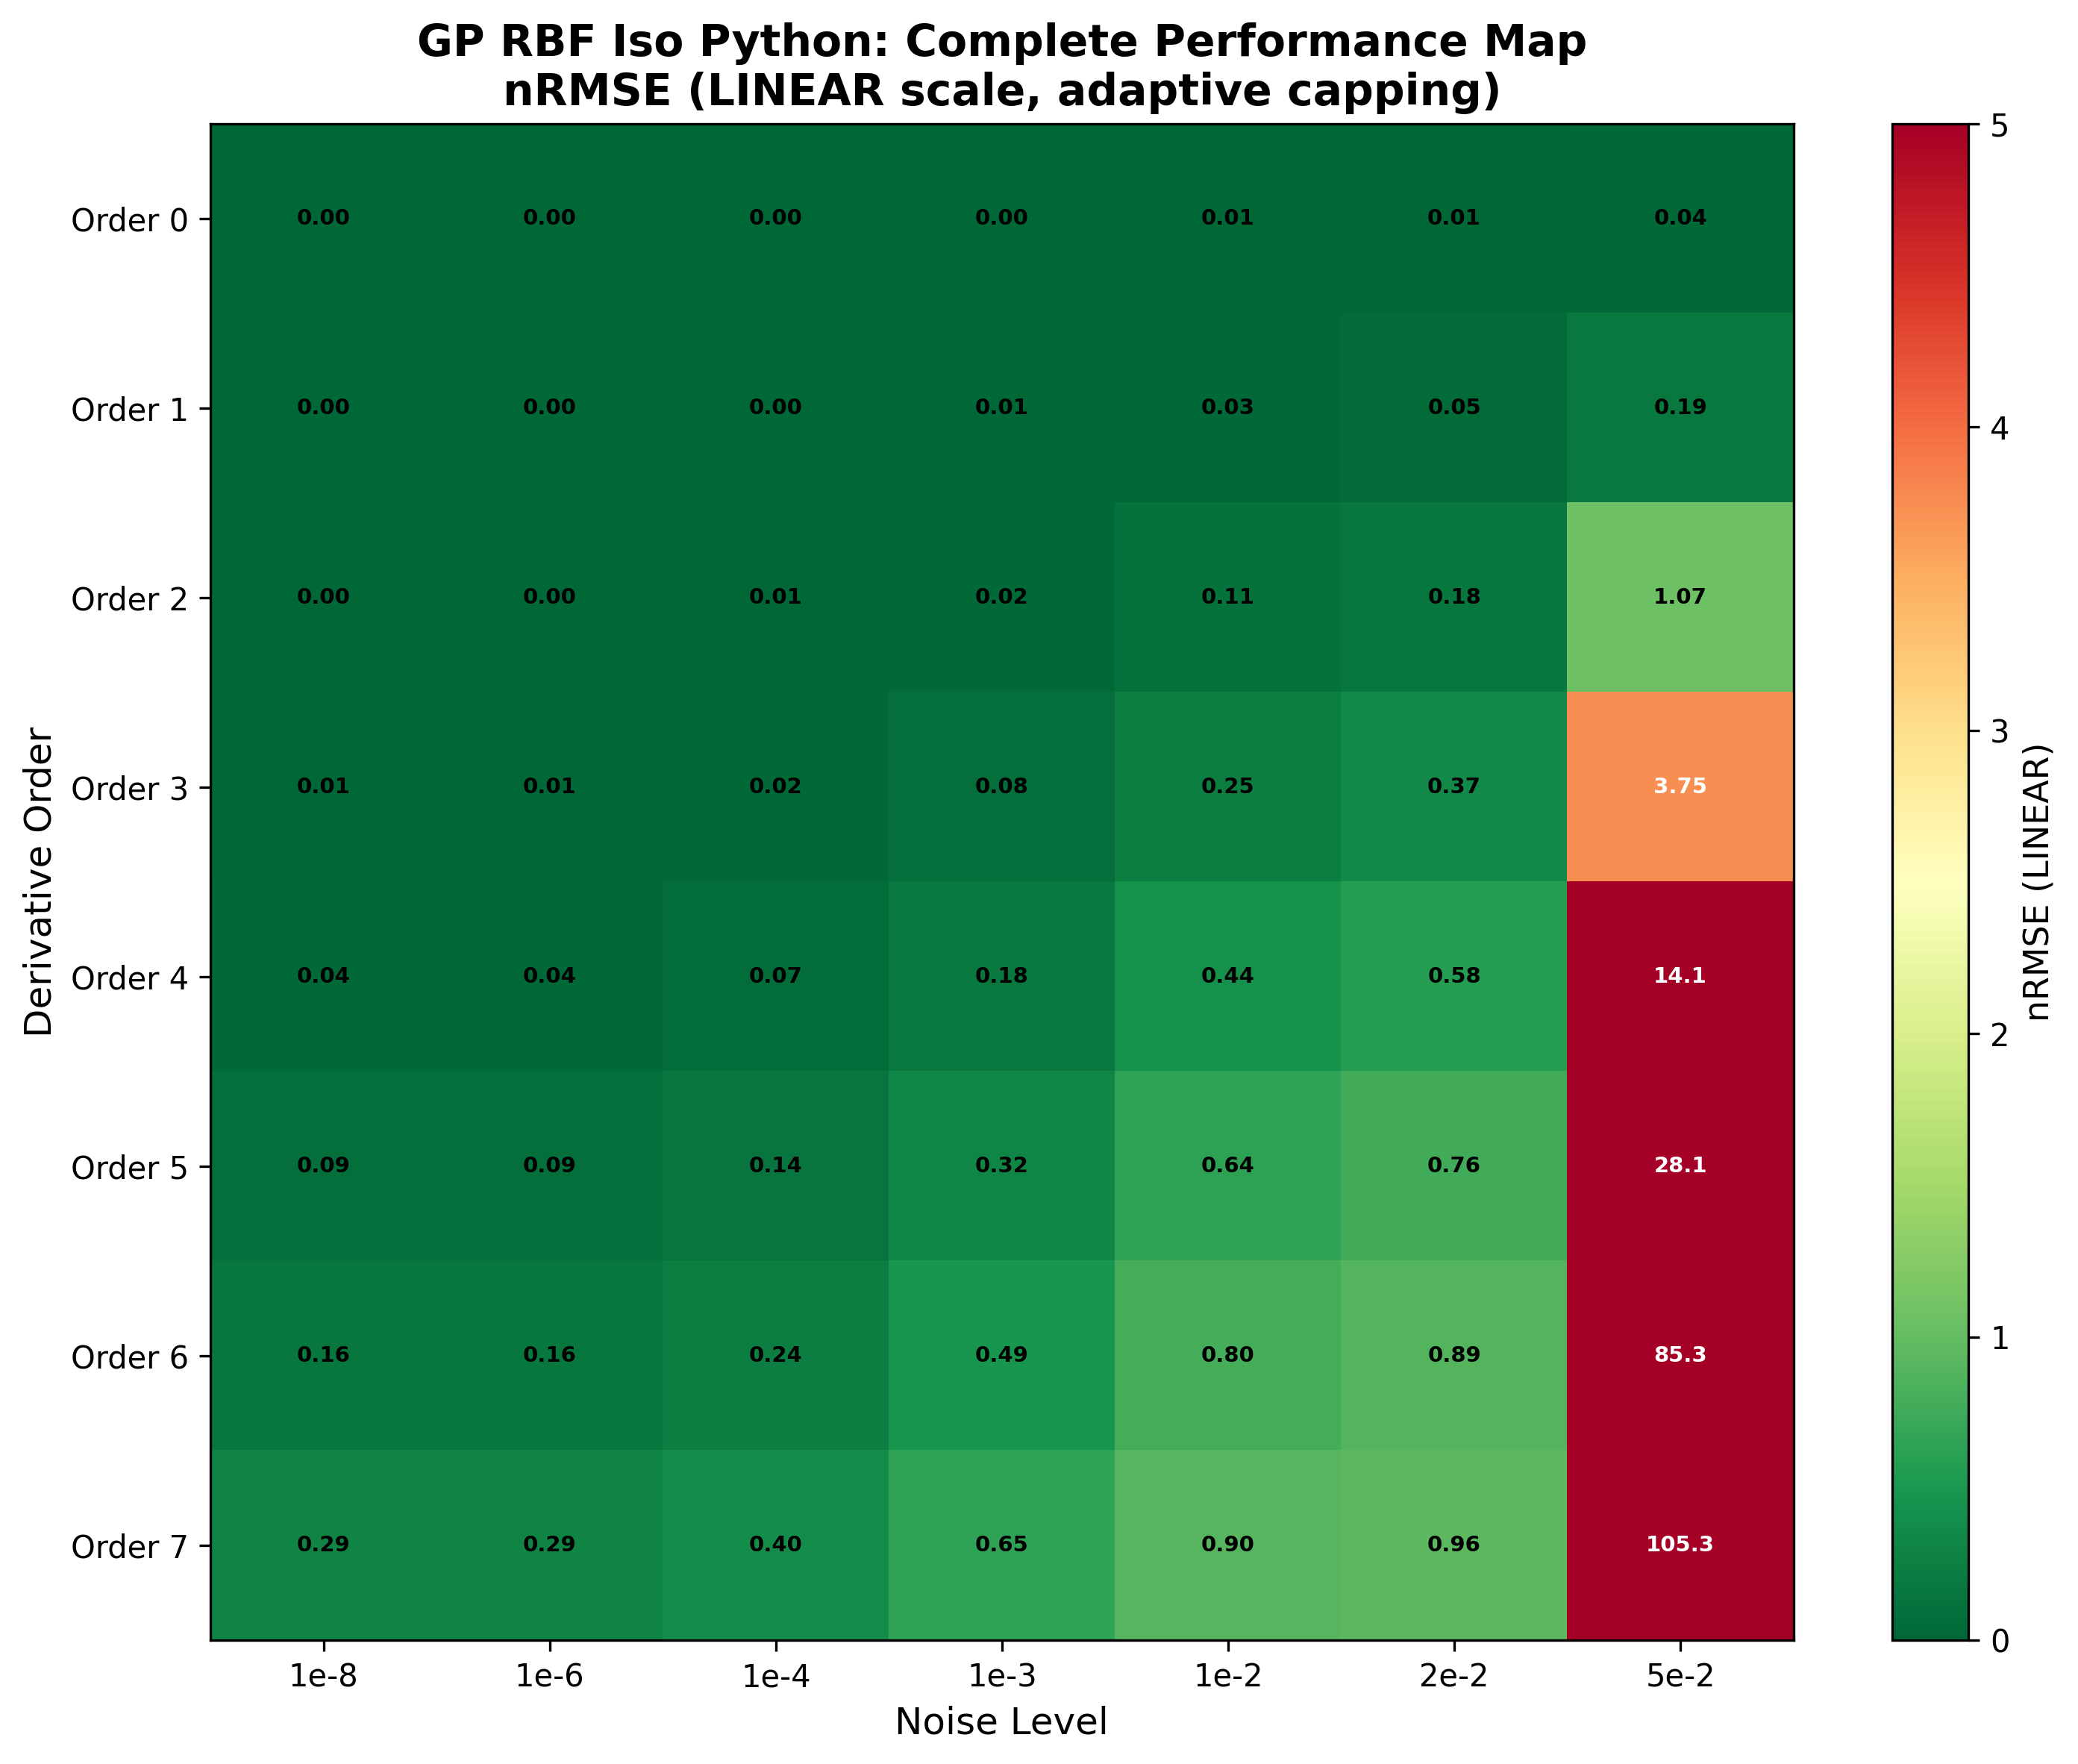 GP RBF Iso Python: Complete Performance Map
nRMSE (LINEAR scale, adaptive capping)
Derivative Order
Order 0 0.00 0.00 0.00 0.00 0.01 0.01 0.04
Order 1 0.00 0.00 0.00 0.01 0.03 0.05 0.19
Order 2 0.00 0.00 0.01 0.02 0.11 0.18 1.07
Order 3 0.01 0.01 0.02 0.08 0.25 0.37 3.75
Order 4 0.04 0.04 0.07 0.18 0.44 0.58 14.1
Order 5 0.09 0.09 0.14 0.32 0.64 0.76 28.1
Order 6 0.16 0.16 0.24 0.49 0.80 0.89 85.3
Order 7 0.29 0.29 0.40 0.65 0.90 0.96 105.3
1e-8 1e-6 1e-4 1e-3 1e-2 2e-2 5e-2
Noise Level
5
4
3
2
1
0
nRMSE (LINEAR)